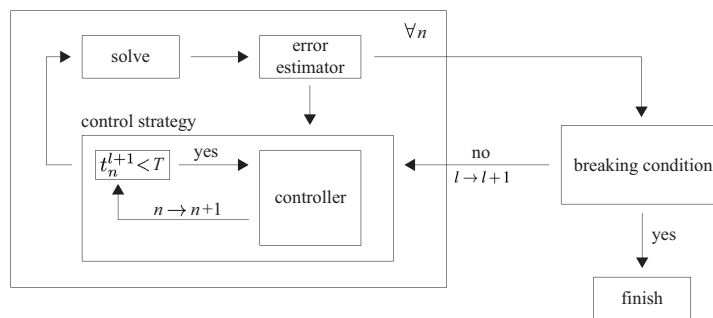 ∀n
solve
error
estimator
control strategy
t_n^{l+1} < T
yes
controller
n → n+1
no
l → l+1
breaking condition
yes
finish